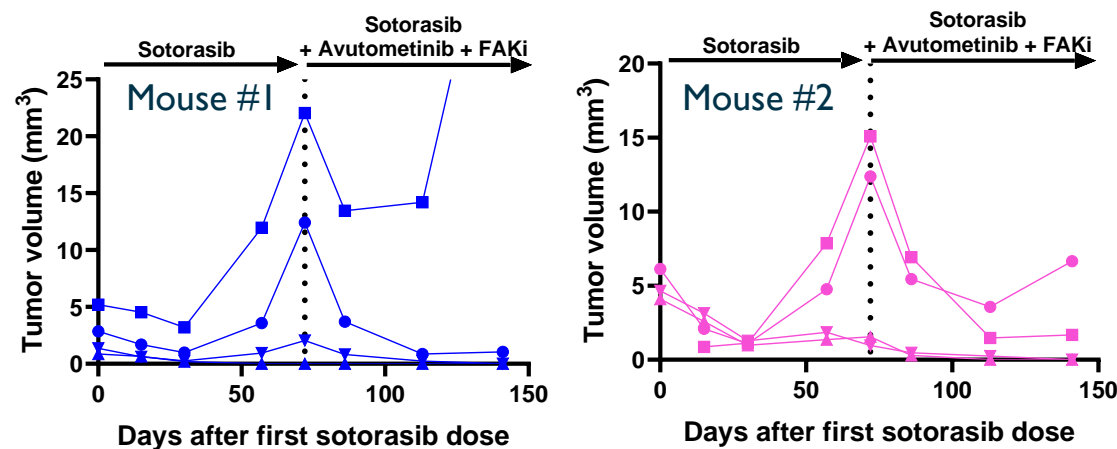 Sotorasib
Sotorasib
+ Avutometinib + FAKi
Mouse #1
Tumor volume (mm³)
25
20
15
10
5
0
0 50 100 150
Days after first sotorasib dose
Sotorasib
Sotorasib
+ Avutometinib + FAKi
Mouse #2
Tumor volume (mm³)
20
15
10
5
0
0 50 100 150
Days after first sotorasib dose